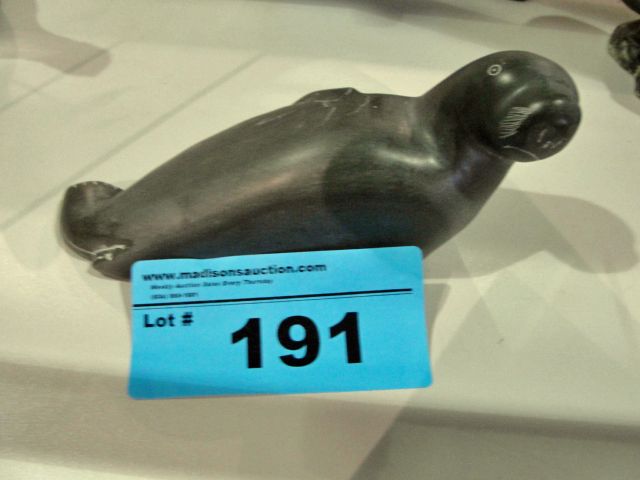 www.madisonsauction.com
Weekly Auction Sales Every Thursday
Lot #
191